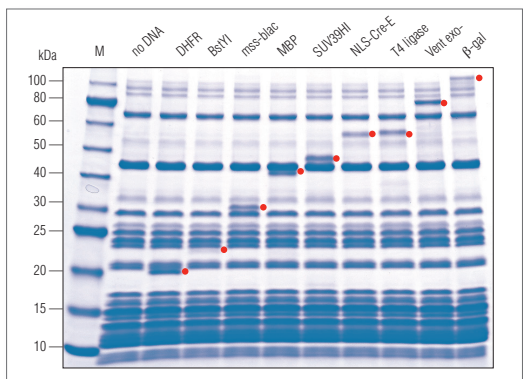 kDa
M
no DNA
DHFR
BstYI
mss-blac
MBP
SUV39HI
NLS-Cre-E
T4 ligase
Vent exo-
β-gal
100
80
60
50
40
30
25
20
15
10